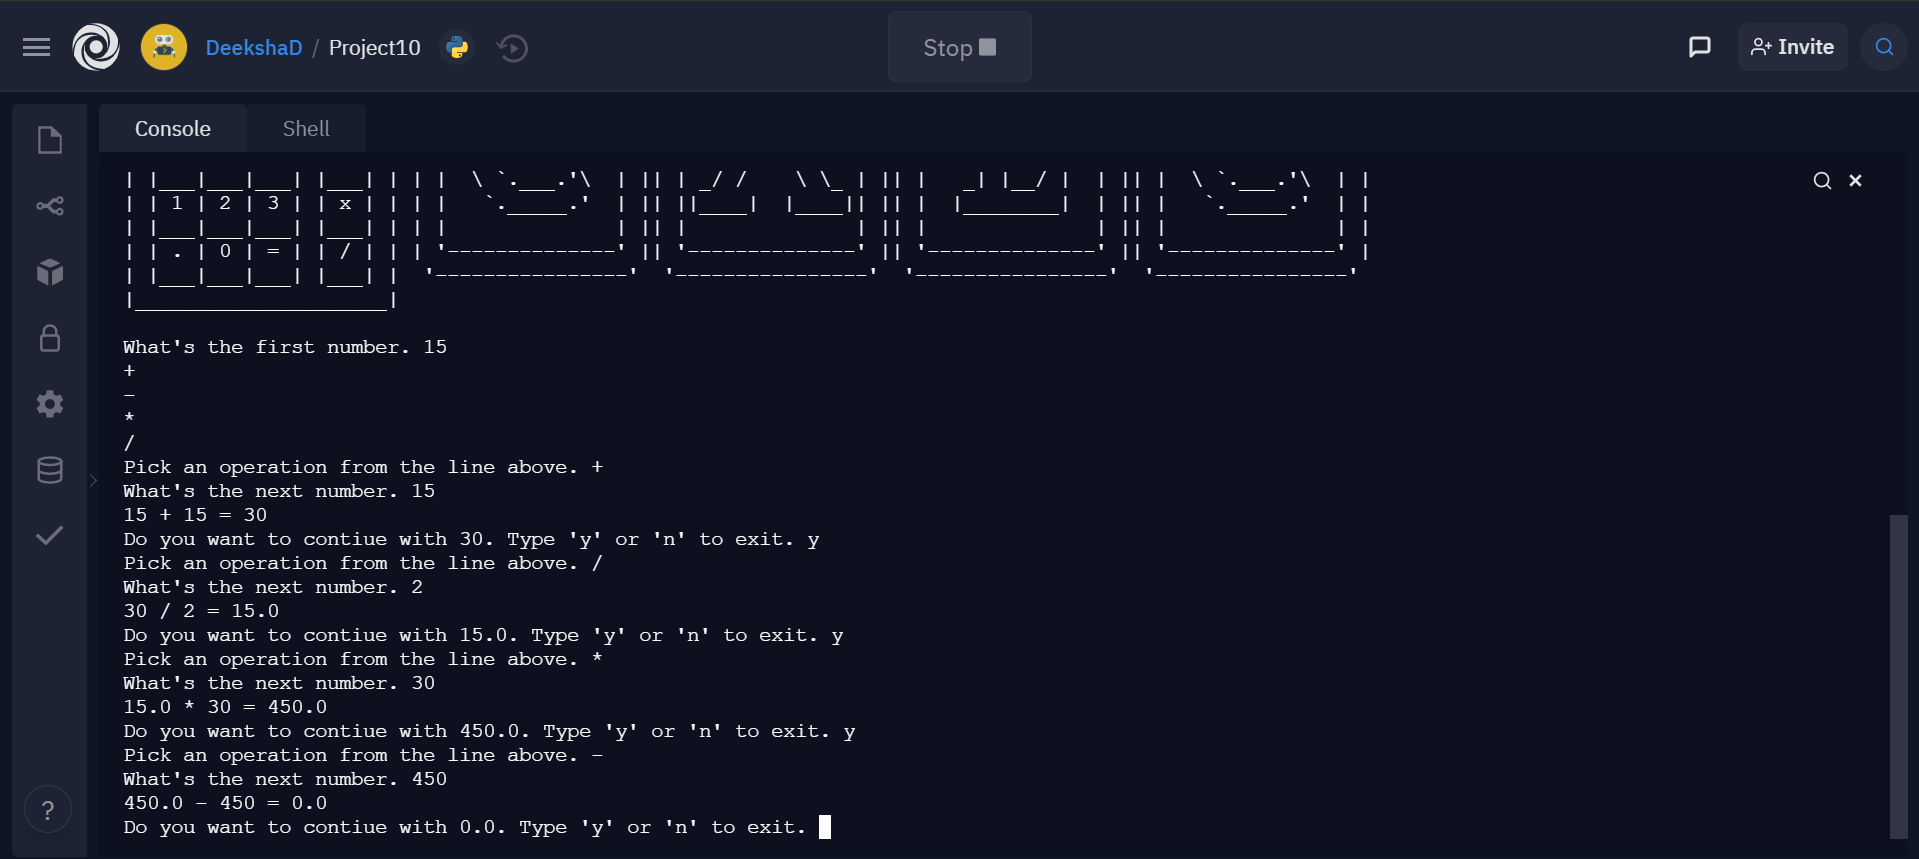 DeekshaD / Project10
Stop
Invite
Console
Shell
| |___|___|___| |___| | | |  \ `.___.'\  | || | _/ /    \ \_ | || |   _| |__/ |  | || |  \ `.___.'\  | |
| | 1 | 2 | 3 | | x | | | |   `._____.'  | || ||____|  |____|| || |  |________|  | || |   `._____.'  | |
| |___|___|___| |___| | | |              | || |              | || |              | || |              | |
| | . | 0 | = | | / | | | '--------------' || '--------------' || '--------------' || '--------------' |
| |___|___|___| |___| |  '----------------'  '----------------'  '----------------'  '----------------'
|_____________________|
What's the first number. 15
+
-
*
/
Pick an operation from the line above. +
What's the next number. 15
15 + 15 = 30
Do you want to contiue with 30. Type 'y' or 'n' to exit. y
Pick an operation from the line above. /
What's the next number. 2
30 / 2 = 15.0
Do you want to contiue with 15.0. Type 'y' or 'n' to exit. y
Pick an operation from the line above. *
What's the next number. 30
15.0 * 30 = 450.0
Do you want to contiue with 450.0. Type 'y' or 'n' to exit. y
Pick an operation from the line above. -
What's the next number. 450
450.0 - 450 = 0.0
Do you want to contiue with 0.0. Type 'y' or 'n' to exit.
?